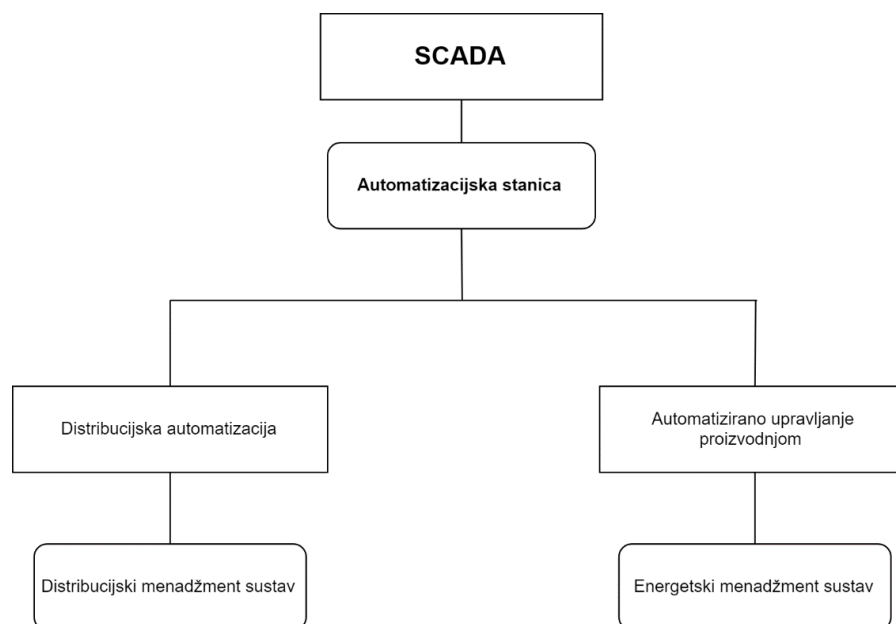 SCADA
Automatizacijska stanica
Distribucijska automatizacija
Automatizirano upravljanje
proizvodnjom
Distribucijski menadžment sustav
Energetski menadžment sustav